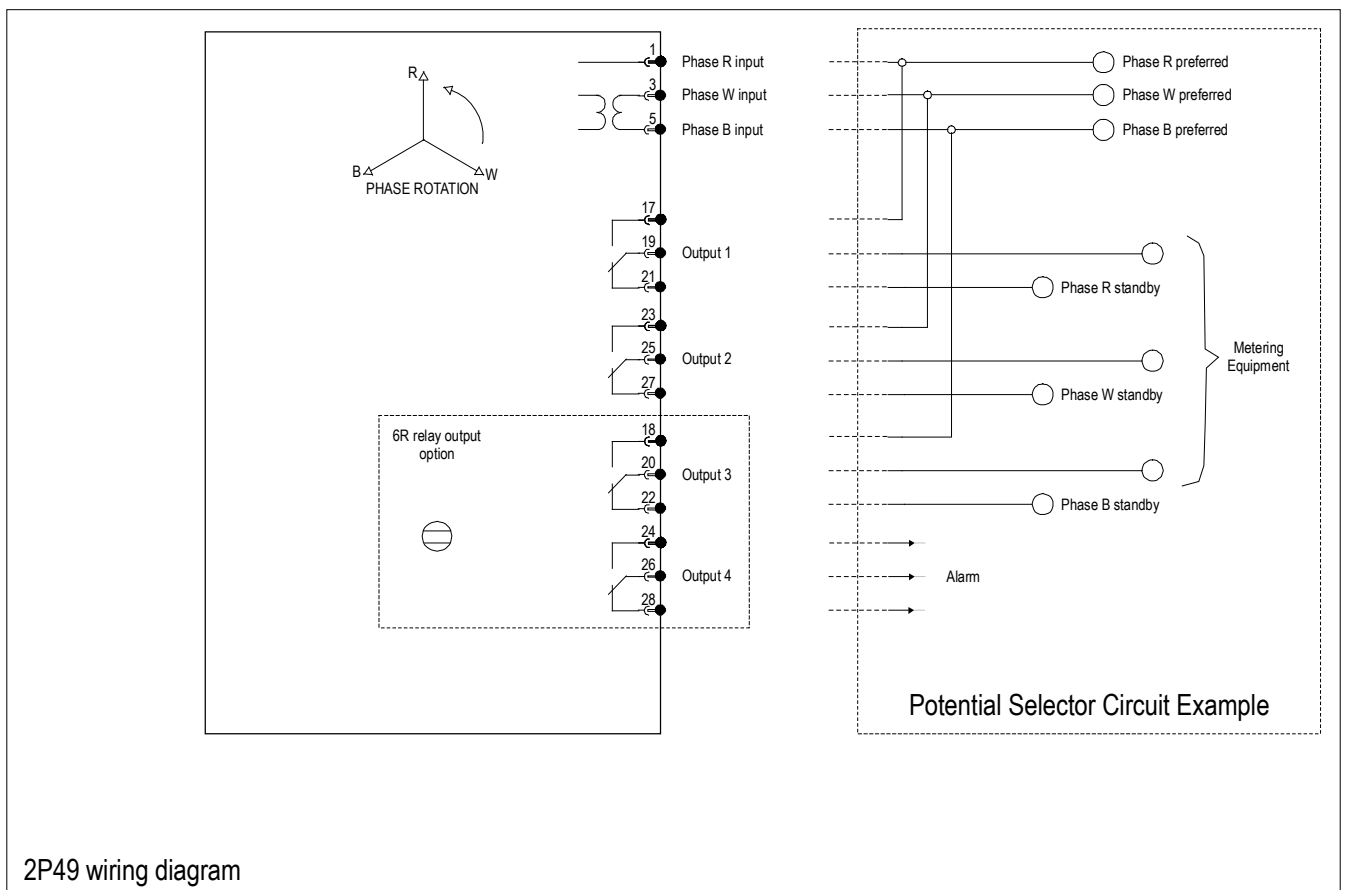 1
Phase R input
Phase R preferred
R
3
Phase W input
Phase W preferred
5
Phase B input
Phase B preferred
B
W
PHASE ROTATION
17
19
Output 1
21
Phase R standby
23
25
Output 2
27
Phase W standby
Metering
Equipment
6R relay output
option
18
20
Output 3
22
Phase B standby
24
26
Output 4
Alarm
28
Potential Selector Circuit Example
2P49 wiring diagram